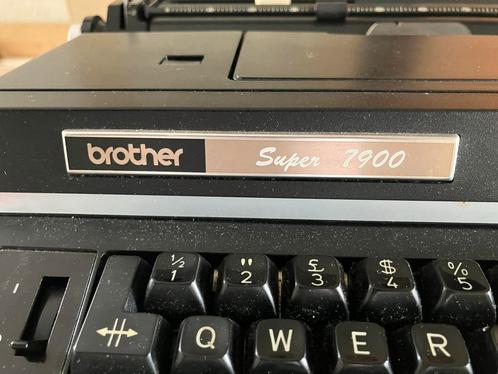 brother Super 7900
½ " £ $ %
1 2 3 4 5
Q W E R